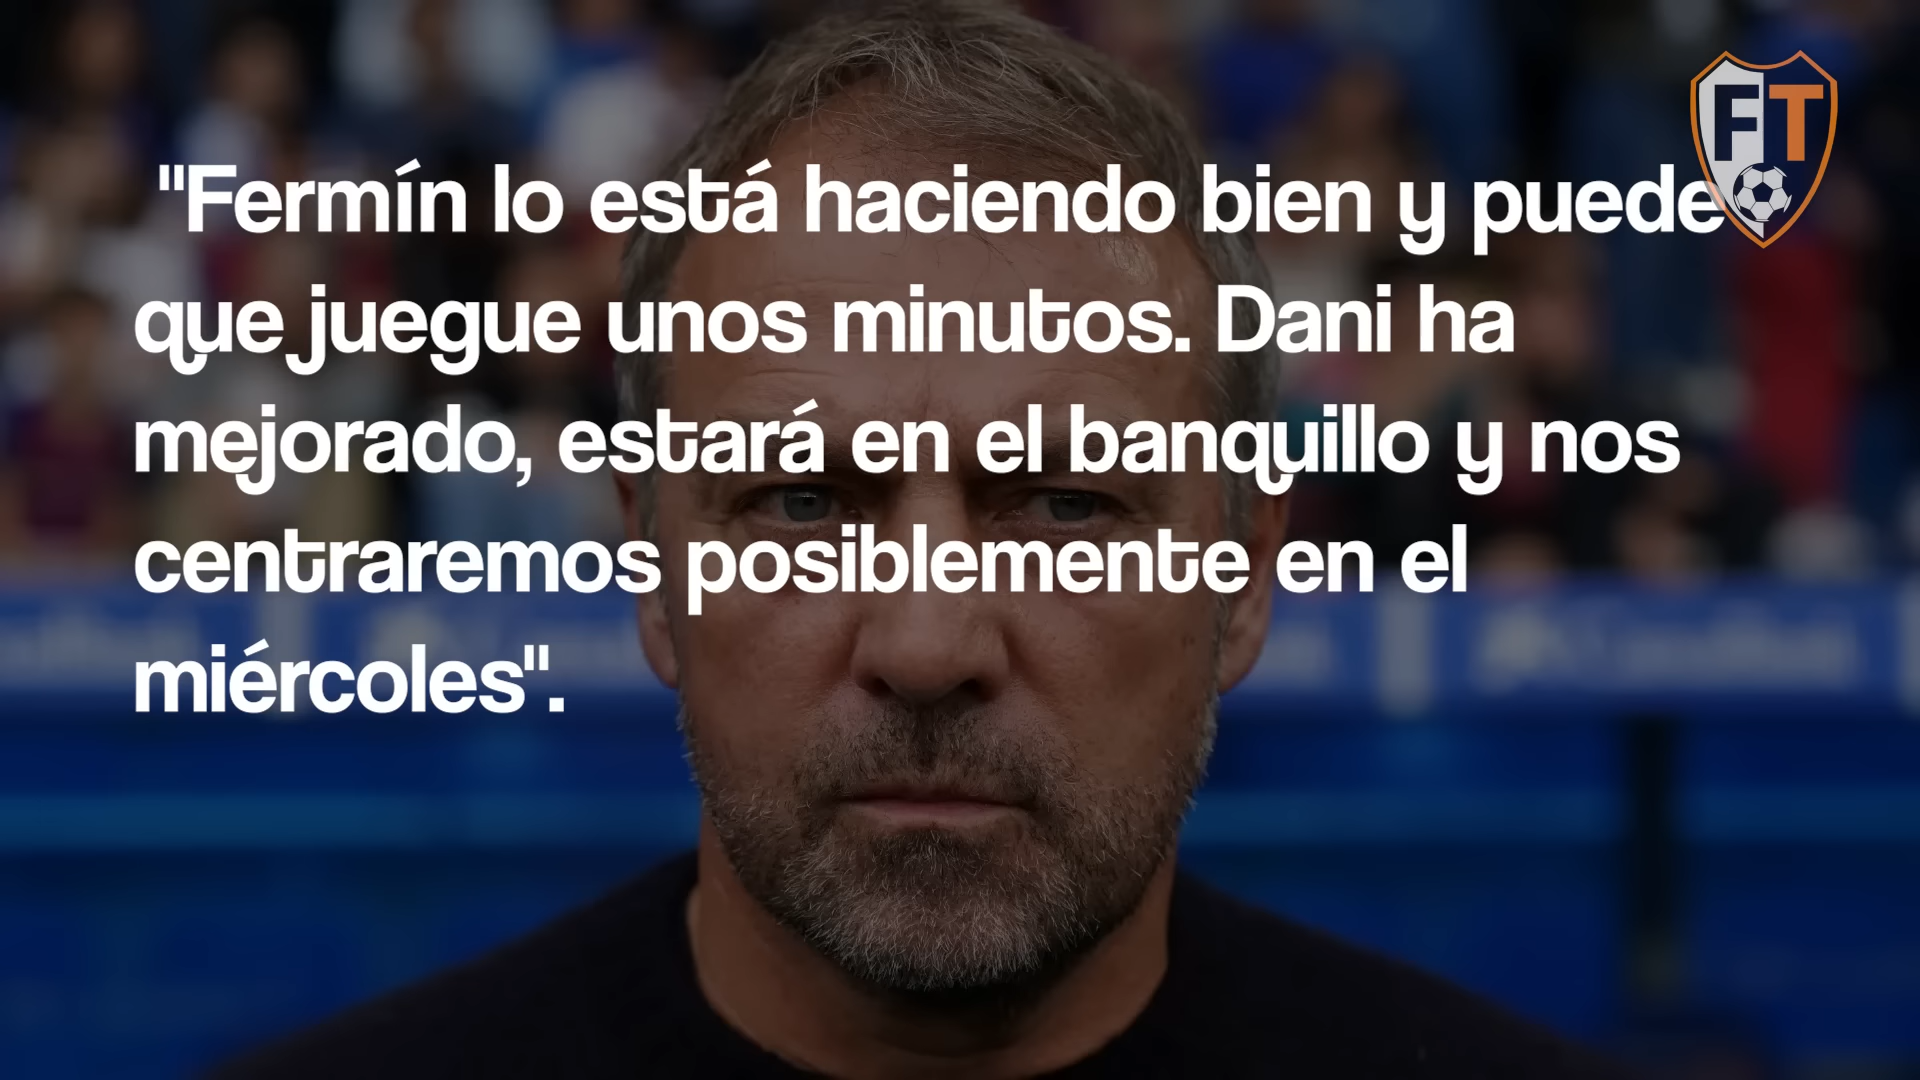 "Fermín lo está haciendo bien y puede
que juegue unos minutos. Dani ha
mejorado, estará en el banquillo y nos
centraremos posiblemente en el
miércoles".
FT